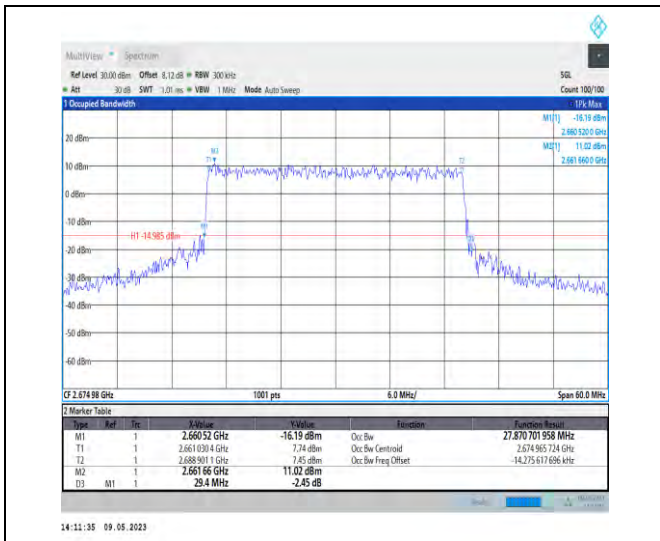 MultiView Spectrum
Ref Level 30.00 dBm Offset 8.12 dB RBW 300 kHz SGL
Att 30 dB SWT 1.01 ms VBW 1 MHz Mode Auto Sweep Count 100/100
1 Occupied Bandwidth 1Pk Max
M1[1] -16.19 dBm
2.660 520 0 GHz
M2[1] 11.02 dBm
2.661 660 0 GHz
20 dBm
M2
T1 T2
10 dBm
0 dBm
-10 dBm
M1
H1 -14.985 dBm
D3
-20 dBm
-30 dBm
-40 dBm
-50 dBm
-60 dBm
CF 2.674 98 GHz 1001 pts 6.0 MHz/ Span 60.0 MHz
2 Marker Table
Type Ref Trc X-Value Y-Value Function Function Result
M1 1 2.660 52 GHz -16.19 dBm Occ Bw 27.870 701 958 MHz
T1 1 2.661 030 4 GHz 7.74 dBm Occ Bw Centroid 2.674 965 724 GHz
T2 1 2.688 901 1 GHz 7.45 dBm Occ Bw Freq Offset -14.275 617 696 kHz
M2 1 2.661 66 GHz 11.02 dBm
D3 M1 1 29.4 MHz -2.45 dB
14:11:35 09.05.2023